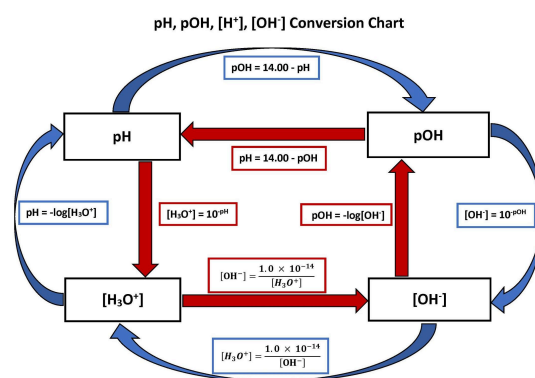 pH, pOH, [H⁺], [OH⁻] Conversion Chart
pOH = 14.00 - pH
pH
pOH
pH = 14.00 - pOH
pH = -log[H₃O⁺]
[H₃O⁺] = 10⁻ᵖᴴ
pOH = -log[OH⁻]
[OH⁻] = 10⁻ᵖᴼᴴ
[H₃O⁺]
[OH⁻] = 1.0 × 10⁻¹⁴ / [H₃O⁺]
[OH⁻]
[H₃O⁺] = 1.0 × 10⁻¹⁴ / [OH⁻]